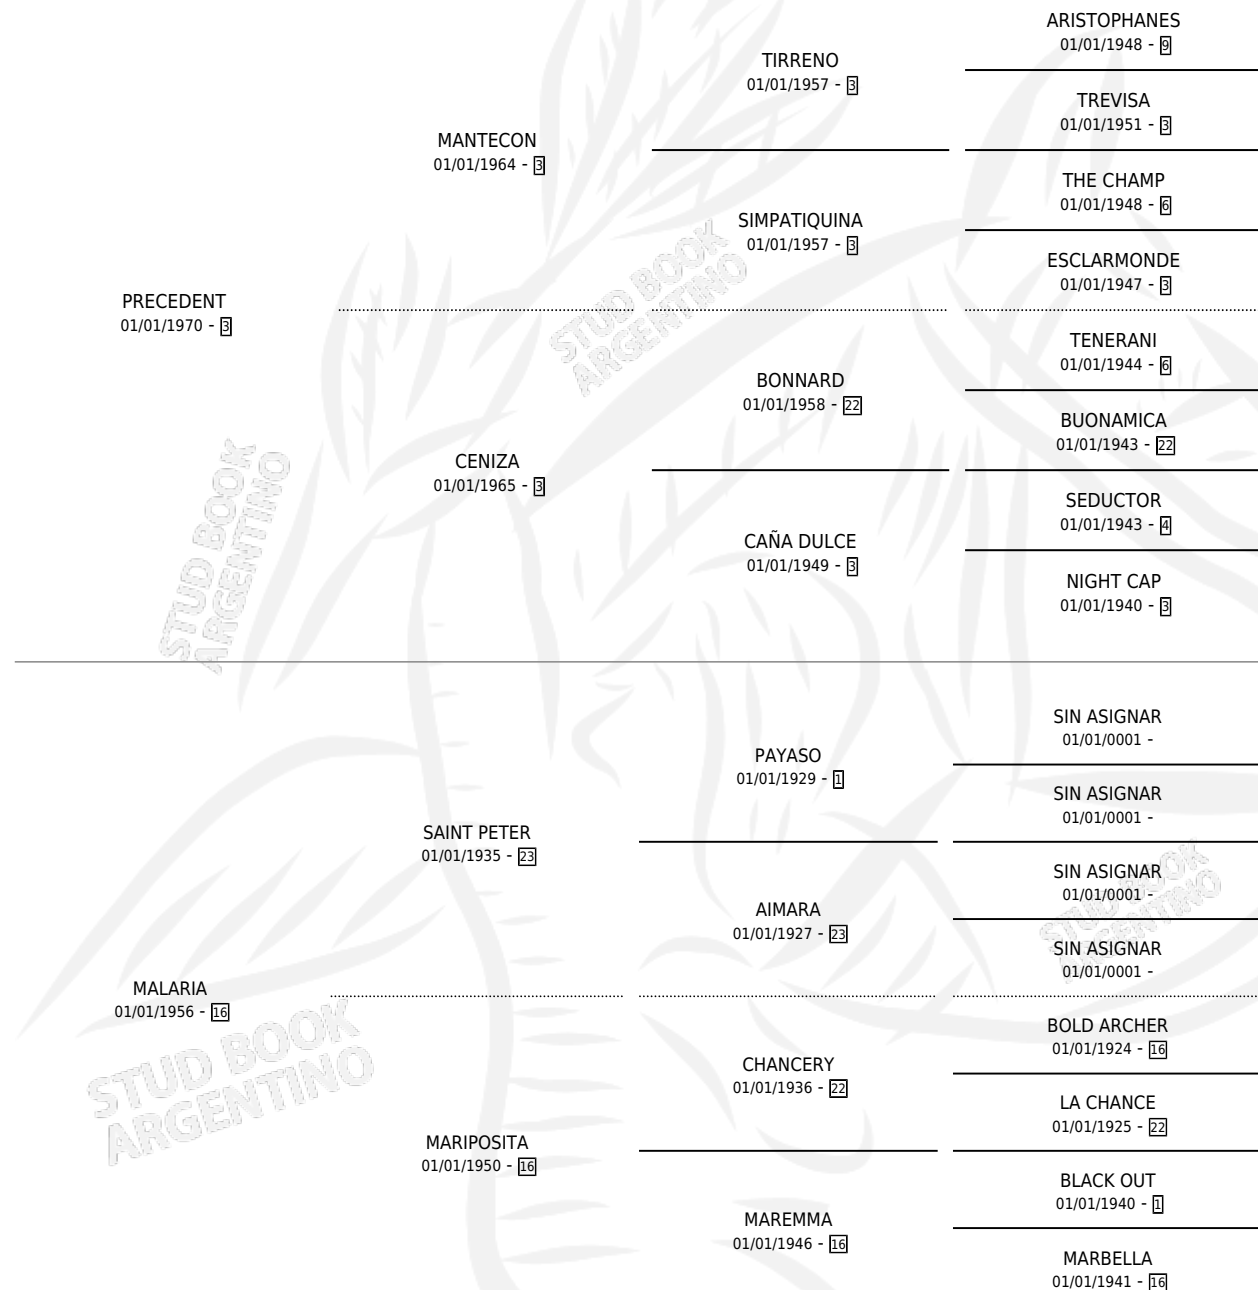 ARISTOPHANES
01/01/1948 - 9
TIRRENO
01/01/1957 - 3
TREVISA
01/01/1951 - 3
MANTECON
01/01/1964 - 3
THE CHAMP
01/01/1948 - 6
SIMPATIQUINA
01/01/1957 - 3
ESCLARMONDE
01/01/1947 - 3
PRECEDENT
01/01/1970 - 3
TENERANI
01/01/1944 - 6
BONNARD
01/01/1958 - 22
BUONAMICA
01/01/1943 - 22
CENIZA
01/01/1965 - 3
SEDUCTOR
01/01/1943 - 4
CAÑA DULCE
01/01/1949 - 3
NIGHT CAP
01/01/1940 - 3
STUD BOOK
ARGENTINO
STUD BOOK
ARGENTINO
SIN ASIGNAR
01/01/0001 -
PAYASO
01/01/1929 - 1
SIN ASIGNAR
01/01/0001 -
SAINT PETER
01/01/1935 - 23
SIN ASIGNAR
01/01/0001 -
AIMARA
01/01/1927 - 23
SIN ASIGNAR
01/01/0001 -
MALARIA
01/01/1956 - 16
BOLD ARCHER
01/01/1924 - 16
CHANCERY
01/01/1936 - 22
LA CHANCE
01/01/1925 - 22
MARIPOSITA
01/01/1950 - 16
BLACK OUT
01/01/1940 - 1
MAREMMA
01/01/1946 - 16
MARBELLA
01/01/1941 - 16
STUD BOOK
ARGENTINO
STUD BOOK
ARGENTINO